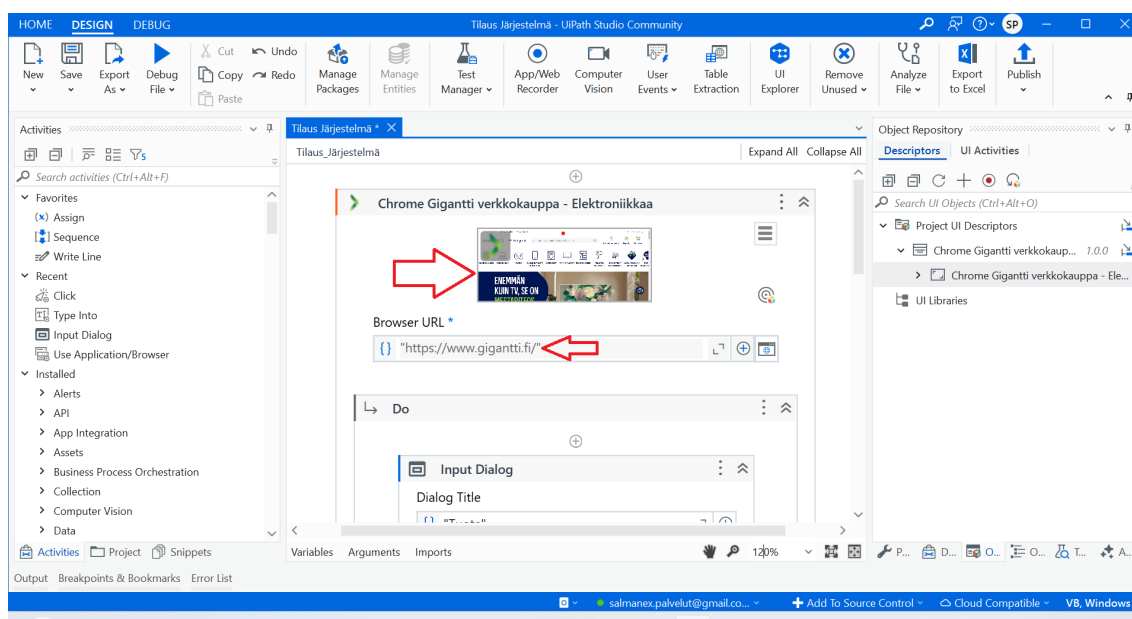 HOME DESIGN DEBUG
Tilaus Järjestelmä - UiPath Studio Community
SP
New Save Export As Debug File
Cut Copy Paste
Undo Redo
Manage Packages
Manage Entities
Test Manager
App/Web Recorder
Computer Vision
User Events
Table Extraction
UI Explorer
Remove Unused
Analyze File
Export to Excel
Publish
Activities
5
Search activities (Ctrl+Alt+F)
Favorites
Assign
Sequence
Write Line
Recent
Click
Type Into
Input Dialog
Use Application/Browser
Installed
Alerts
API
App Integration
Assets
Business Process Orchestration
Collection
Computer Vision
Data
Activities Project Snippets
Tilaus Järjestelmä *
Tilaus_Järjestelmä
Expand All Collapse All
Chrome Gigantti verkkokauppa - Elektroniikkaa
ENEMMÄN
KUIN TV, SE ON
Browser URL *
"https://www.gigantti.fi/"
Do
Input Dialog
Dialog Title
"Tuote"
Variables Arguments Imports
120%
Object Repository
Descriptors UI Activities
Search UI Objects (Ctrl+Alt+O)
Project UI Descriptors
Chrome Gigantti verkkokaup... 1.0.0
Chrome Gigantti verkkokauppa - Ele...
UI Libraries
P... D... O... O... T... A...
Output Breakpoints & Bookmarks Error List
salmanex.palvelut@gmail.co...
Add To Source Control
Cloud Compatible
VB, Windows